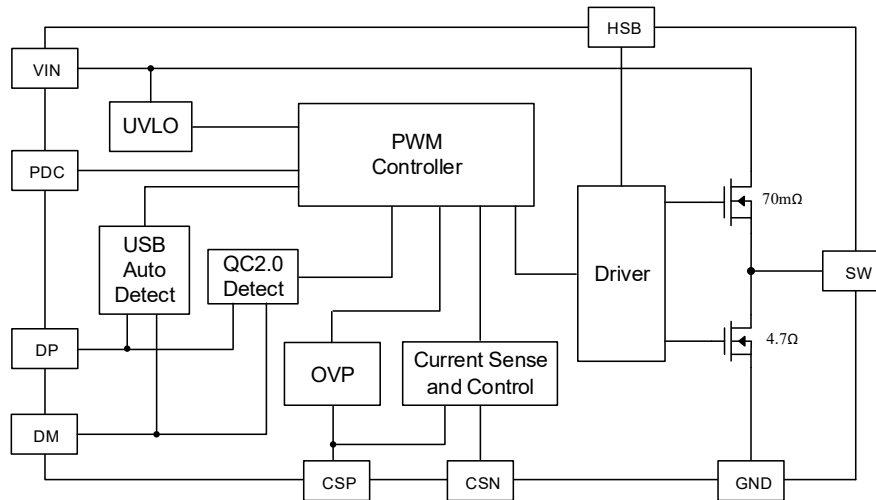 HSB
VIN
UVLO
PWM
Controller
PDC
70mΩ
USB
Auto
Detect
QC2.0
Detect
Driver
SW
DP
4.7Ω
OVP
Current Sense
and Control
DM
CSP
CSN
GND